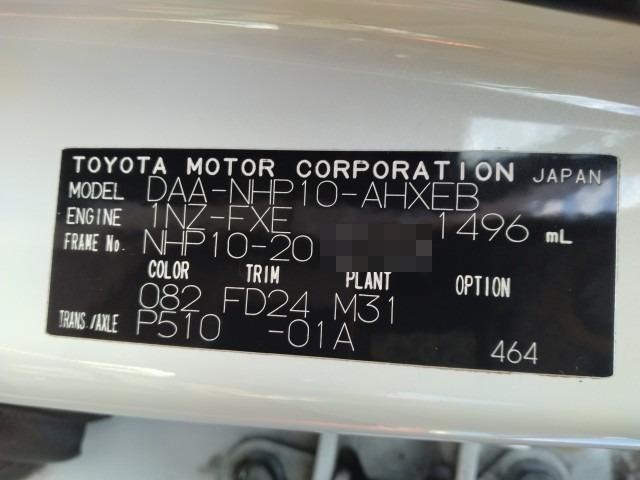 TOYOTA MOTOR CORPORATION JAPAN
MODEL DAA-NHP10-AHXEB
ENGINE 1NZ-FXE 1496 mL
FRAME No. NHP10-20
COLOR TRIM PLANT OPTION
082 FD24 M31
TRANS./AXLE P510 -01A
464